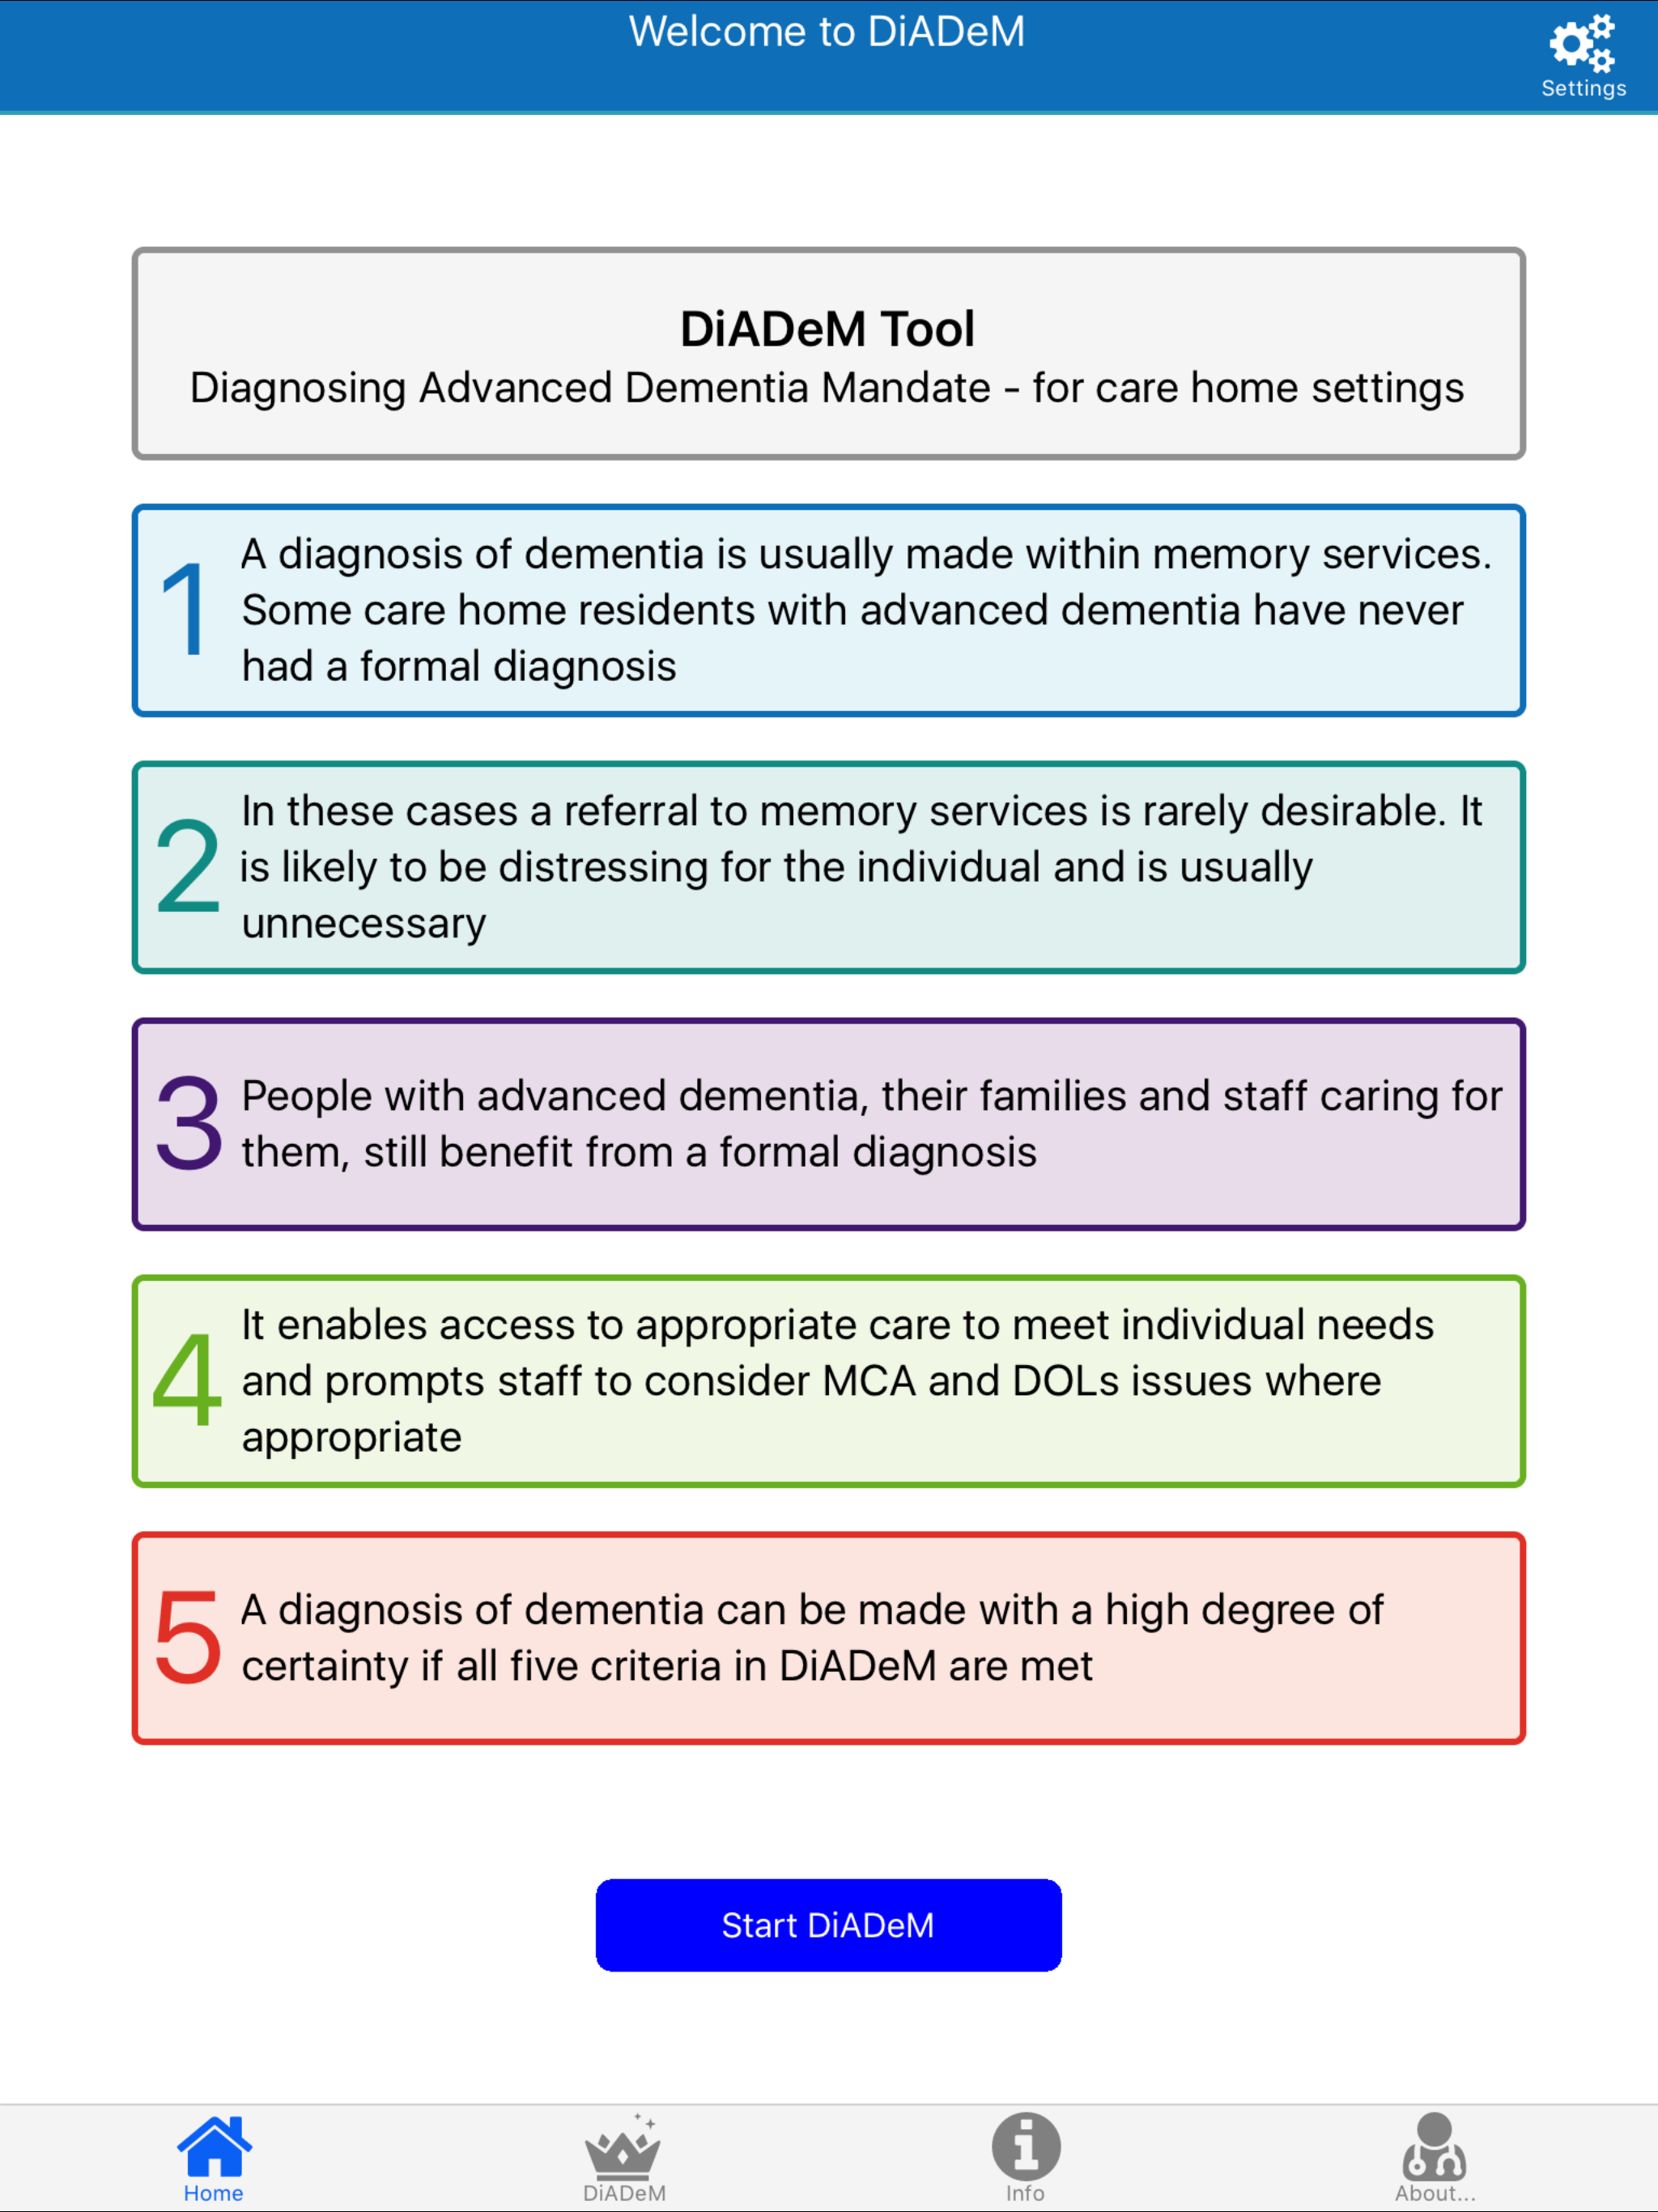 Welcome to DiADeM
Settings
DiADeM Tool
Diagnosing Advanced Dementia Mandate - for care home settings
1
A diagnosis of dementia is usually made within memory services.
Some care home residents with advanced dementia have never
had a formal diagnosis
2
In these cases a referral to memory services is rarely desirable. It
is likely to be distressing for the individual and is usually
unnecessary
3
People with advanced dementia, their families and staff caring for
them, still benefit from a formal diagnosis
4
It enables access to appropriate care to meet individual needs
and prompts staff to consider MCA and DOLs issues where
appropriate
5
A diagnosis of dementia can be made with a high degree of
certainty if all five criteria in DiADeM are met
Start DiADeM
Home
DiADeM
Info
About...